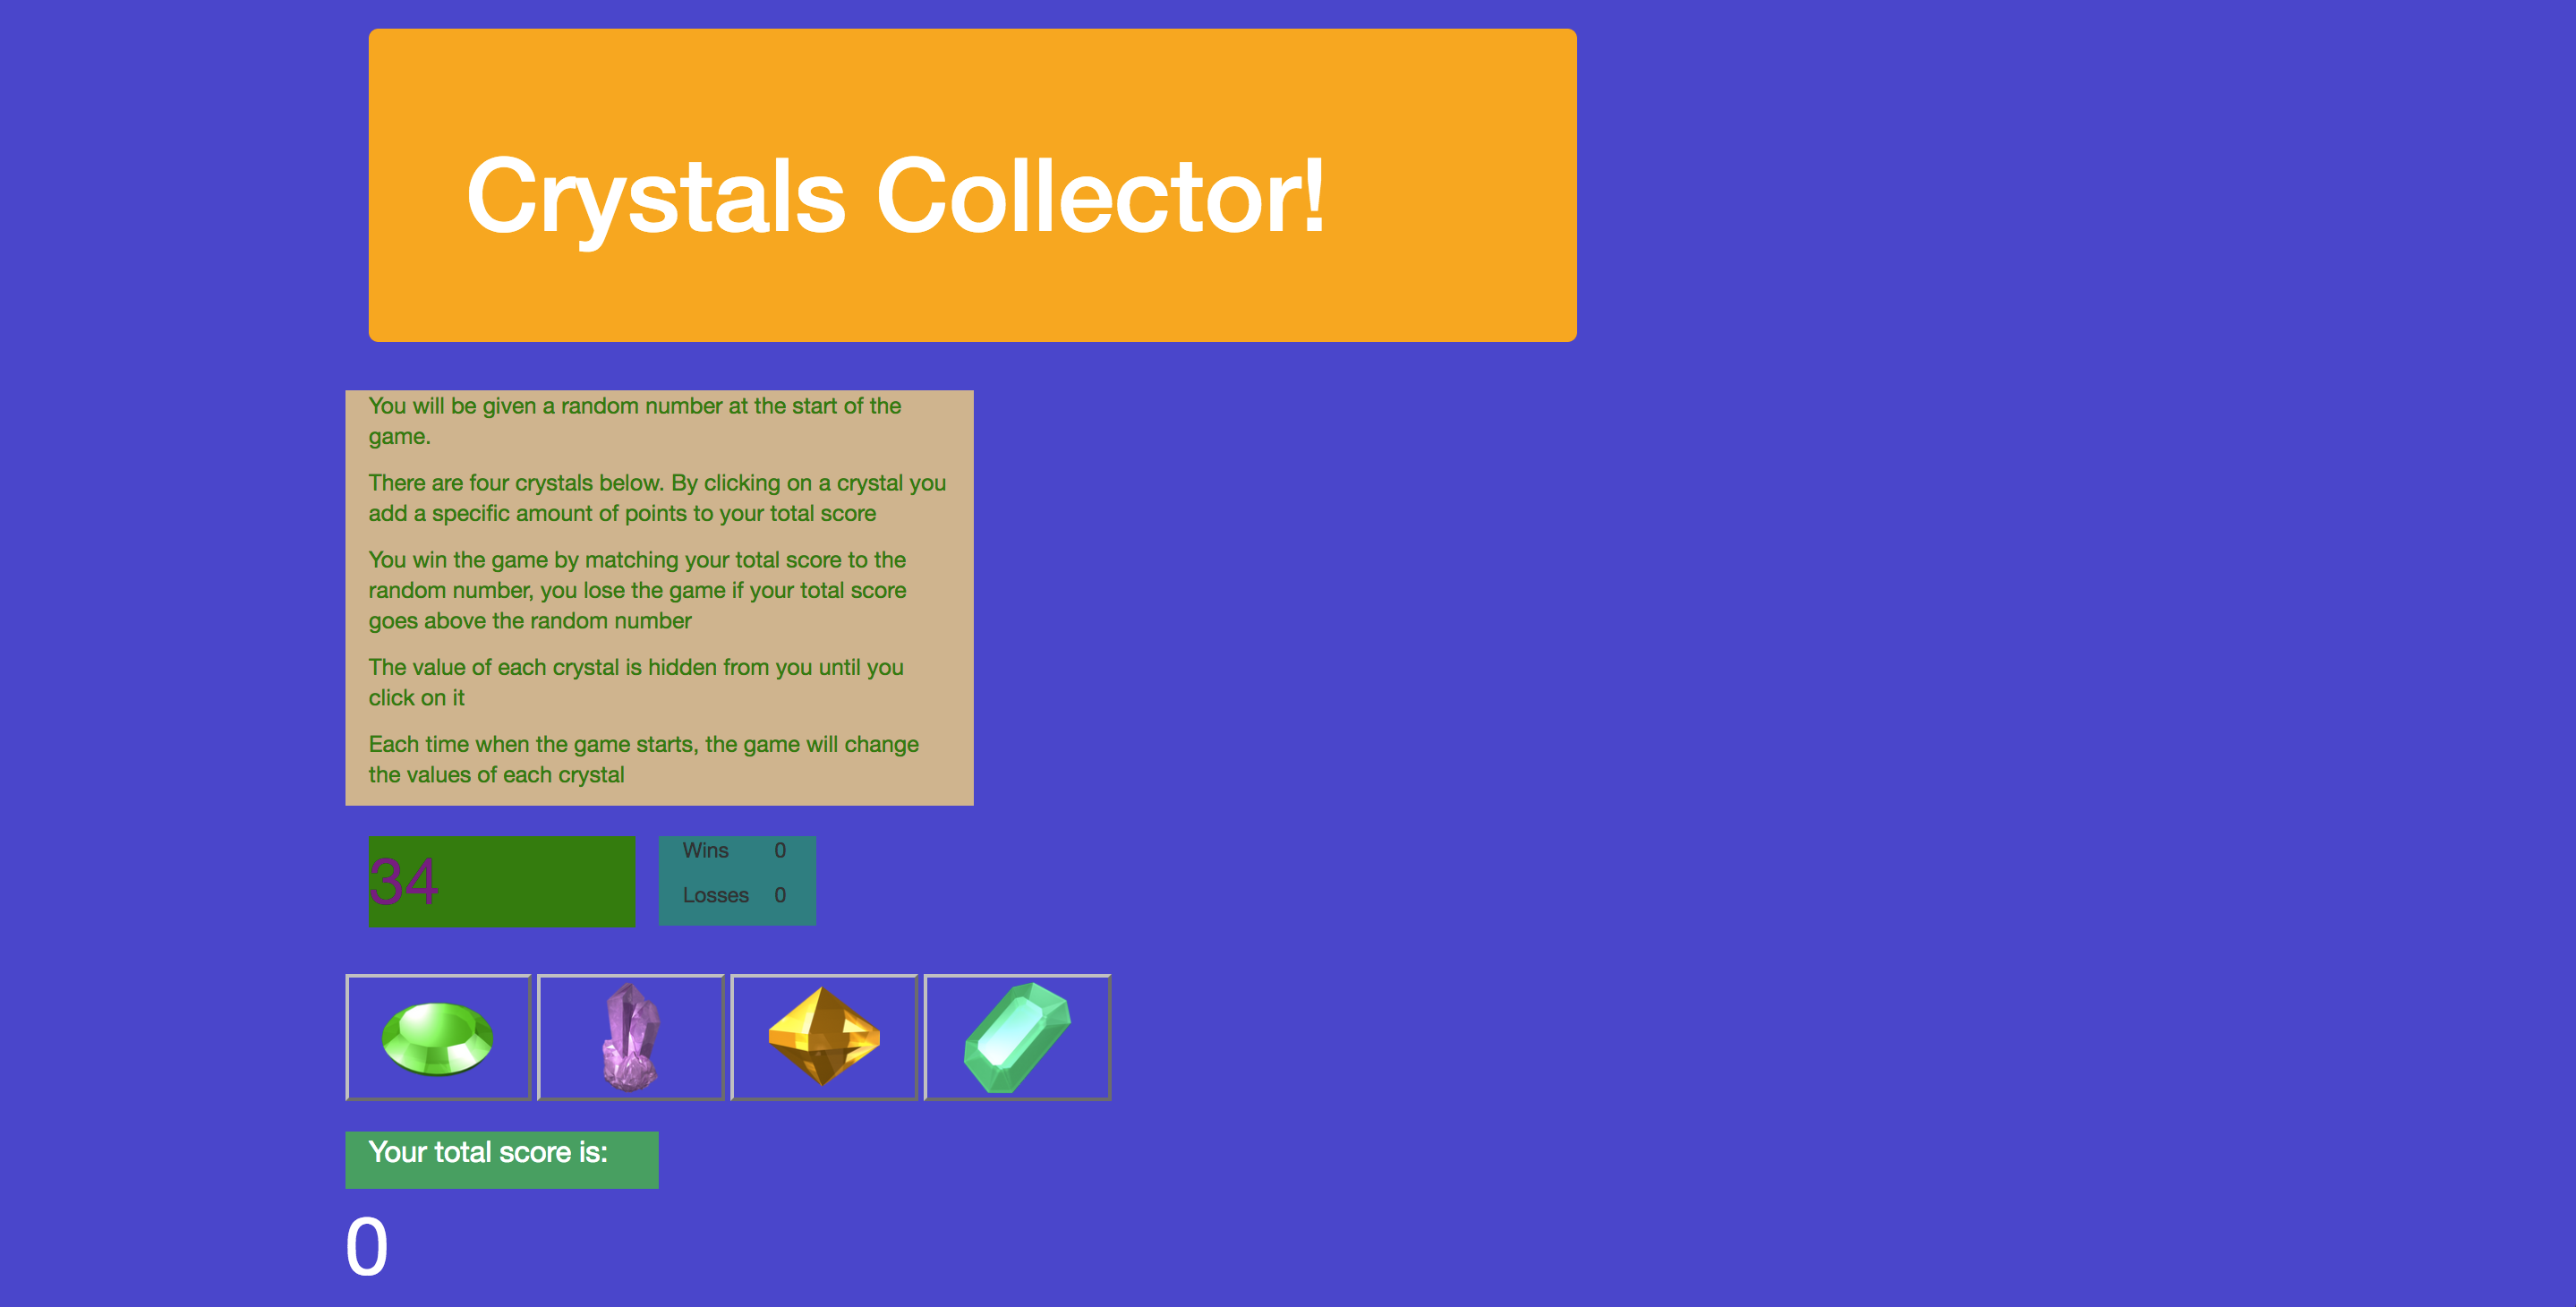 Crystals Collector!
You will be given a random number at the start of the
game.
There are four crystals below. By clicking on a crystal you
add a specific amount of points to your total score
You win the game by matching your total score to the
random number, you lose the game if your total score
goes above the random number
The value of each crystal is hidden from you until you
click on it
Each time when the game starts, the game will change
the values of each crystal
34
Wins 0
Losses 0
Your total score is:
0